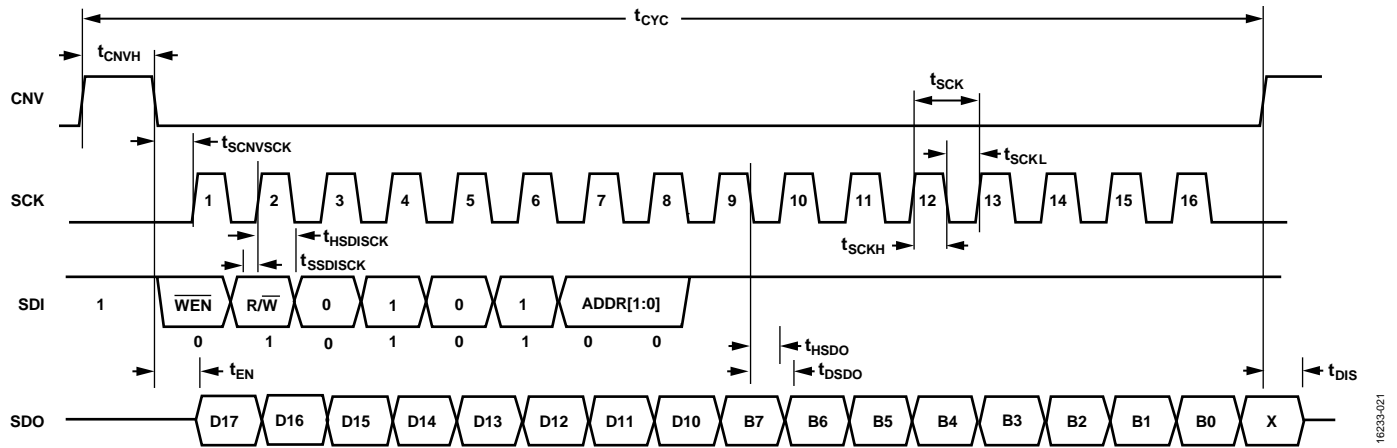 tCYC
tCNVH
CNV
tSCK
tSCNVSCK
tSCKL
SCK 1 2 3 4 5 6 7 8 9 10 11 12 13 14 15 16
tHSDISCK
tSCKH
tSSDISCK
SDI 1 WEN R/W 0 1 0 1 ADDR[1:0]
0 1 0 1 0 1 0 0
tHSDO
tEN
tDSDO
tDIS
SDO D17 D16 D15 D14 D13 D12 D11 D10 B7 B6 B5 B4 B3 B2 B1 B0 X
16233-021